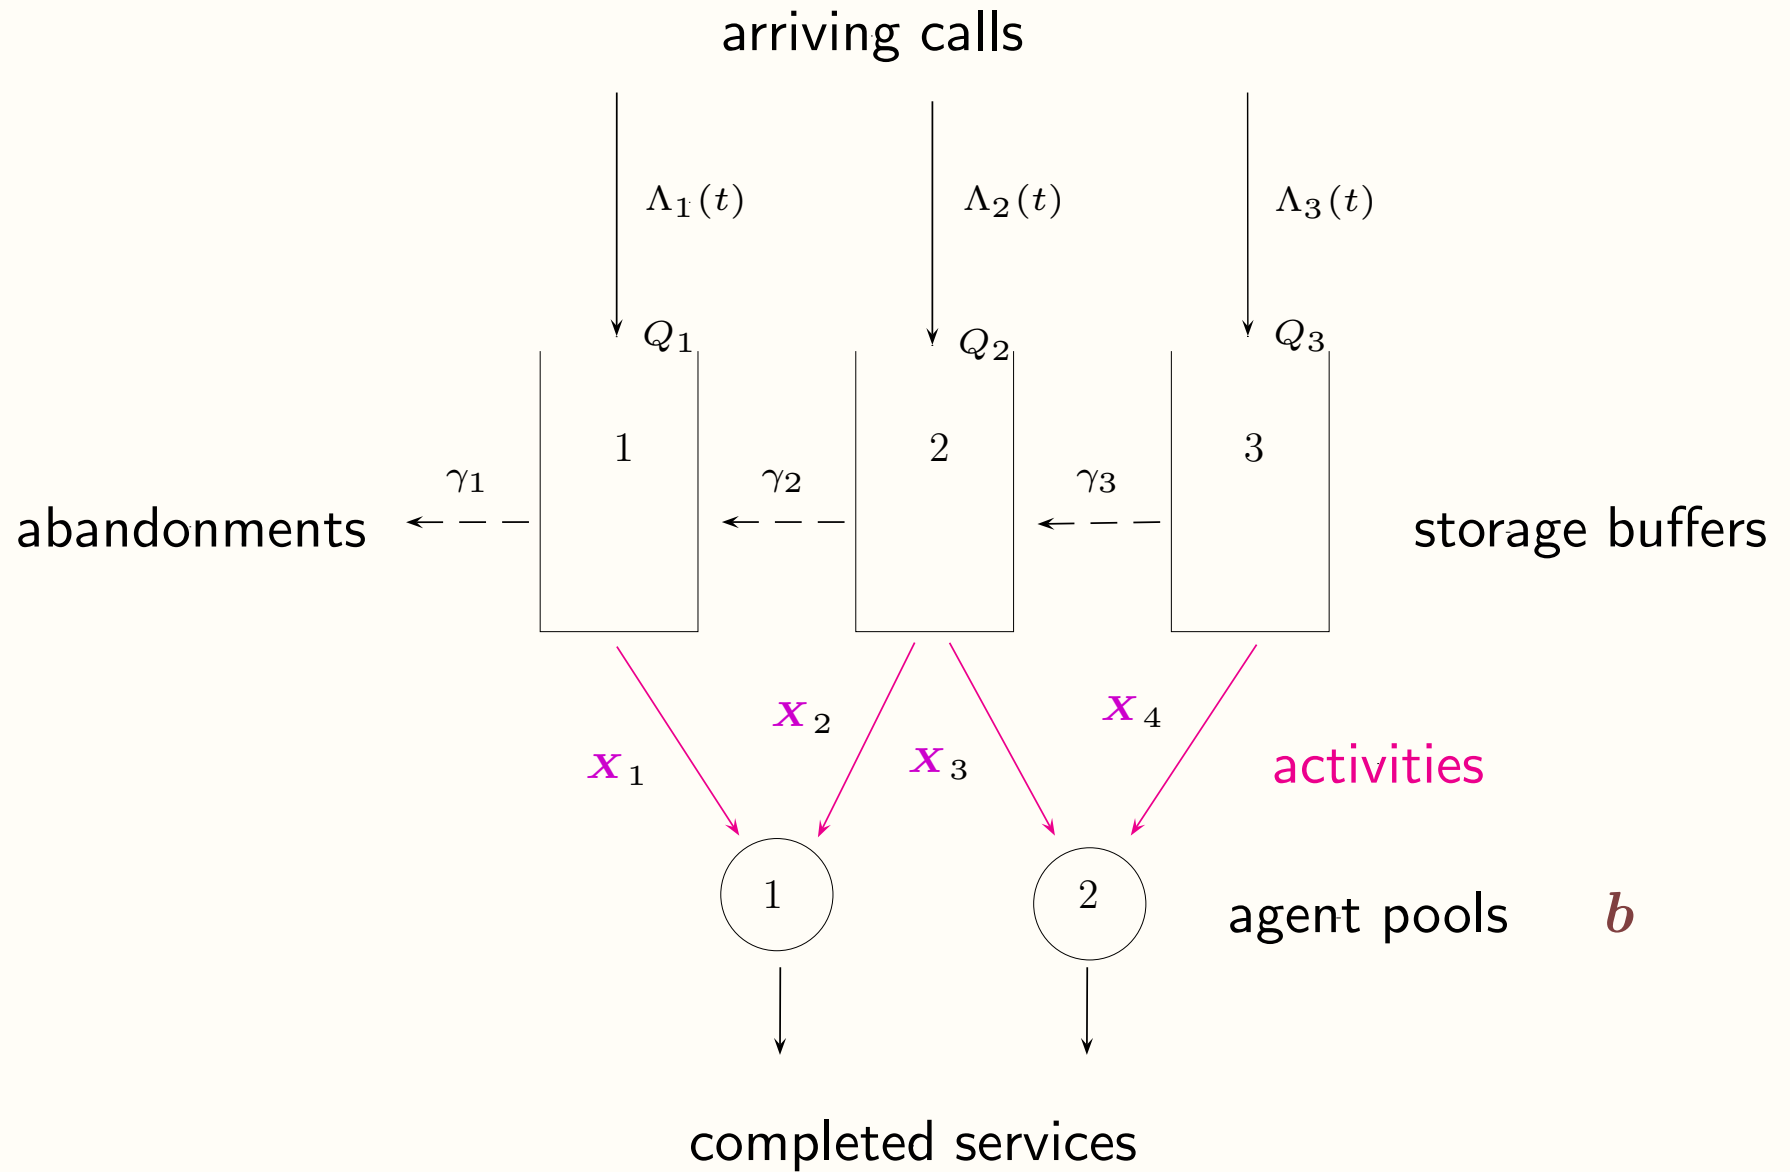 arriving calls
Λ1(t) Λ2(t) Λ3(t)
Q1 Q2 Q3
1 2 3
γ1 γ2 γ3
abandonments storage buffers
x1 x2 x3 x4
activities
1 2 agent pools b
completed services